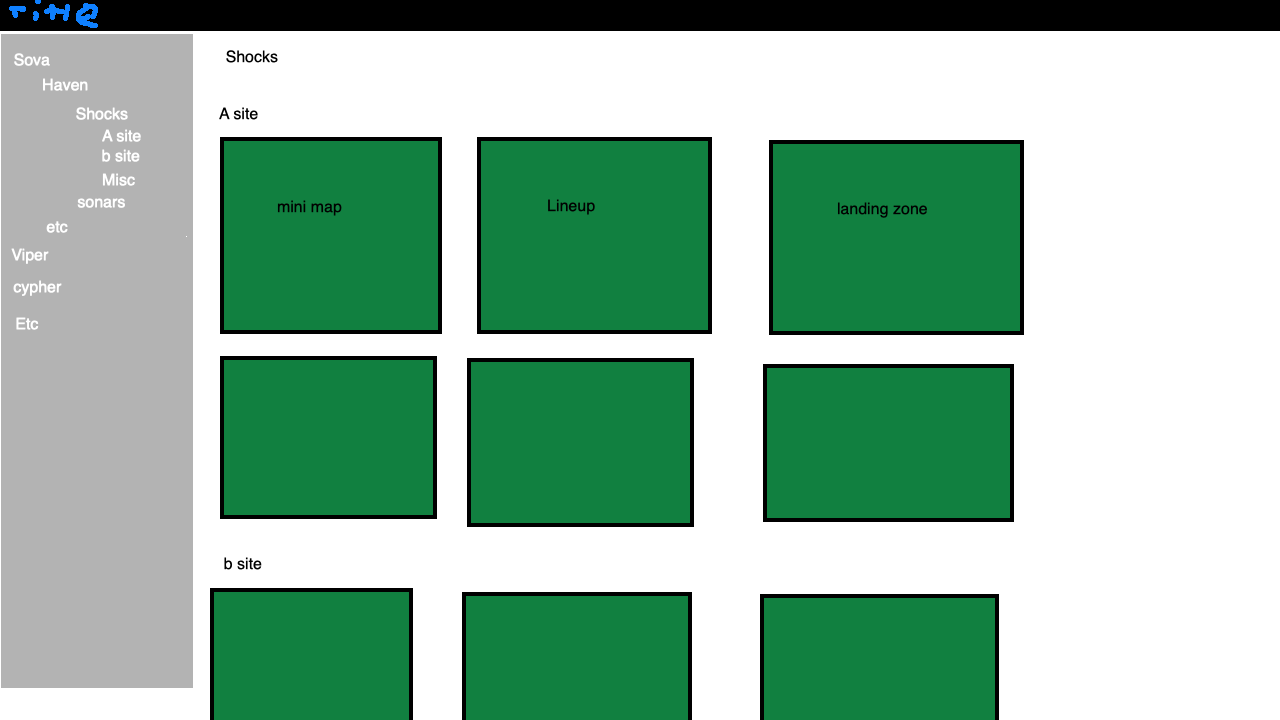 Title
Sova
Haven
Shocks
A site
b site
Misc
sonars
etc
Viper
cypher
Etc
Shocks
A site
mini map
Lineup
landing zone
b site